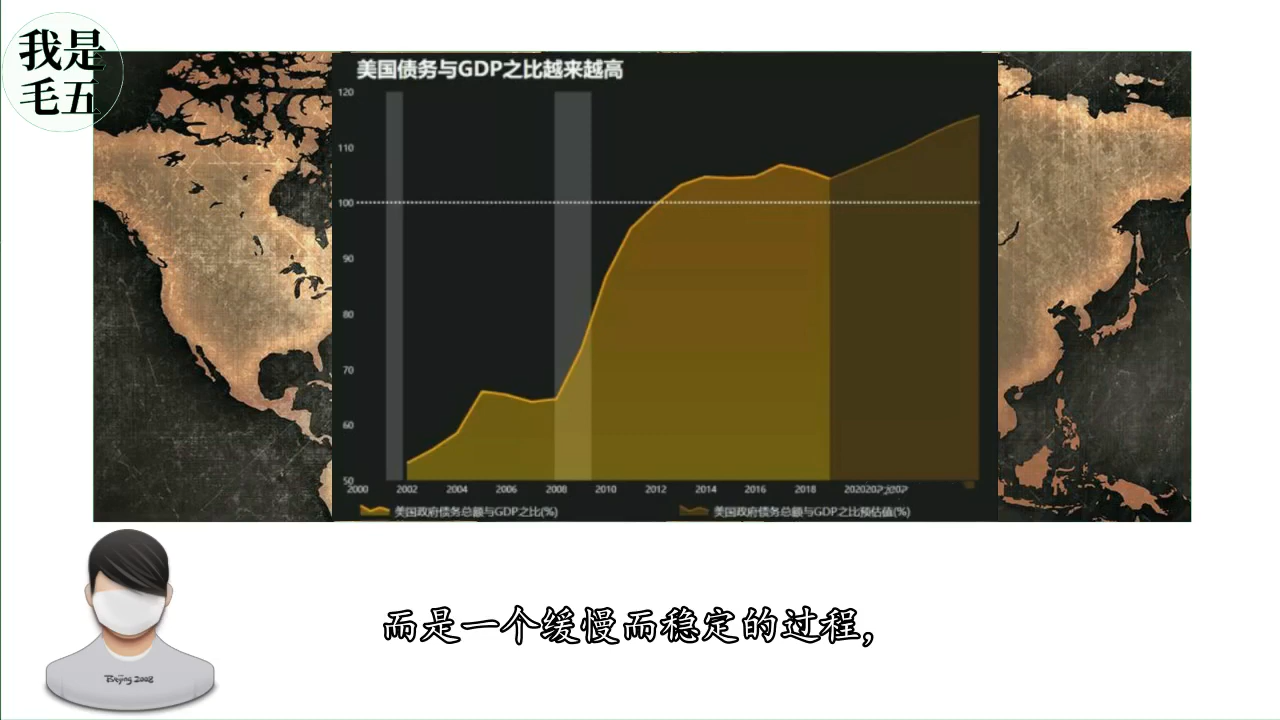 我是
毛五
美国债务与GDP之比越来越高
120
110
100
90
80
70
60
50
2000 2002 2004 2006 2008 2010 2012 2014 2016 2018
美国政府债务总额与GDP之比(%) 美国政府债务总额与GDP之比预估值(%)
而是一个缓慢而稳定的过程，
Beijing 2008